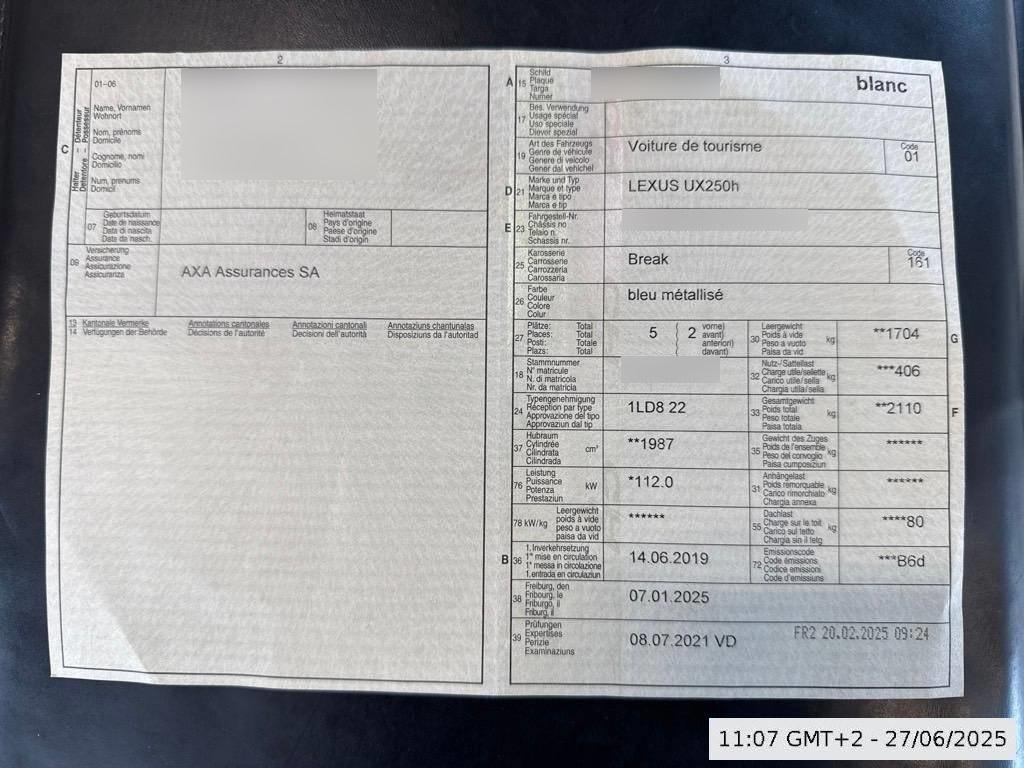 2
01-06
Halter – Détenteur
Detentore – Possessur
C
Name, Vornamen
Wohnort
Nom, prénoms
Domicile
Cognome, nomi
Domicilio
Num, prenums
Domicil
07
Geburtsdatum
Date de naissance
Data di nascita
Data da nasch.
08
Heimatstaat
Pays d'origine
Paese d'origine
Stadi d'origin
09
Versicherung
Assurance
Assicurazione
Assicuranza
AXA Assurances SA
13 Kantonale Vermerke Annotations cantonales Annotazioni cantonali Annotaziuns chantunalas
14 Verfügungen der Behörde Décisions de l'autorité Decisioni dell'autorità Disposiziuns da l'autoritad
3
A 15
Schild
Plaque
Targa
Numer
blanc
17
Bes. Verwendung
Usage spécial
Uso speciale
Diever spezial
19
Art des Fahrzeugs
Genre de véhicule
Genere di veicolo
Gener dal vehichel
Voiture de tourisme
Code
01
D 21
Marke und Typ
Marque et type
Marca e tipo
Marca e tip
LEXUS UX250h
E 23
Fahrgestell-Nr.
Châssis no
Telaio n.
Schassis nr.
25
Karosserie
Carrosserie
Carrozzeria
Carossaria
Break
Code
161
26
Farbe
Couleur
Colore
Colur
bleu métallisé
27
Plätze: Total
Places: Total
Posti: Totale
Plazs: Total
5
2
vorne)
avant)
anteriori)
davant)
30
Leergewicht
Poids à vide
Peso a vuoto
Paisa da vid
kg
**1704
G
18
Stammnummer
N° matricule
N. di matricola
Nr. da matricla
32
Nutz-/Sattellast
Charge utile/sellette
Carico utile/sella
Chargia utila/sella
kg
***406
24
Typengenehmigung
Réception par type
Approvazione del tipo
Approvaziun dal tip
1LD8 22
33
Gesamtgewicht
Poids total
Peso totale
Paisa totala
kg
**2110
F
37
Hubraum
Cylindrée
Cilindrata
Cilindrada
cm³
**1987
35
Gewicht des Zuges
Poids de l'ensemble
Peso del convoglio
Paisa cumposiziun
kg
******
76
Leistung
Puissance
Potenza
Prestaziun
kW
*112.0
31
Anhängelast
Poids remorquable
Carico rimorchiato
Chargia annexa
kg
******
78 kW/kg
Leergewicht
poids à vide
peso a vuoto
paisa da vid
******
55
Dachlast
Charge sur le toit
Carico sul tetto
Chargia sin il tetg
kg
****80
B 36
1. Inverkehrsetzung
1re mise en circulation
1a messa in circolazione
1. entrada en circulaziun
14.06.2019
72
Emissionscode
Code émissions
Codice emissioni
Code d'emissiuns
***B6d
38
Freiburg, den
Fribourg, le
Friburgo, il
Friburg, il
07.01.2025
39
Prüfungen
Expertises
Perizie
Examinaziuns
08.07.2021 VD
FR2 20.02.2025 09:24
11:07 GMT+2 - 27/06/2025